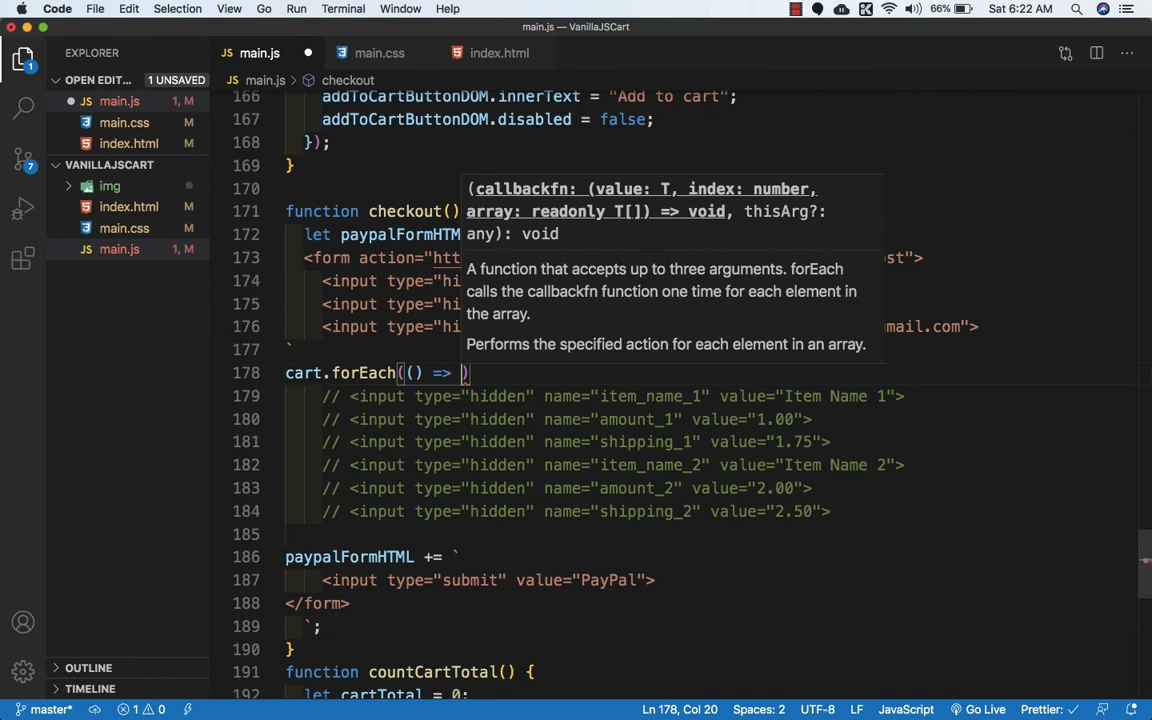 Code File Edit Selection View Go Run Terminal Window Help 66% Sat 6:22 AM
main.js — VanillaJSCart
EXPLORER
OPEN EDIT... 1 UNSAVED
JS main.js 1, M
main.css M
index.html M
VANILLAJSCART
img
index.html M
main.css M
JS main.js 1, M
OUTLINE
TIMELINE
1
7
JS main.js main.css index.html
JS main.js > checkout
166 addToCartButtonDOM.innerText = "Add to cart";
167 addToCartButtonDOM.disabled = false;
168 });
169 }
170
171 function checkout()
172 let paypalFormHTM
173 <form action="htt ost">
174 <input type="hi
175 <input type="hi
176 <input type="hi mail.com">
177 `
178 cart.forEach(() => )
179 // <input type="hidden" name="item_name_1" value="Item Name 1">
180 // <input type="hidden" name="amount_1" value="1.00">
181 // <input type="hidden" name="shipping_1" value="1.75">
182 // <input type="hidden" name="item_name_2" value="Item Name 2">
183 // <input type="hidden" name="amount_2" value="2.00">
184 // <input type="hidden" name="shipping_2" value="2.50">
185
186 paypalFormHTML += `
187 <input type="submit" value="PayPal">
188 </form>
189 `;
190 }
191 function countCartTotal() {
192 let cartTotal = 0;
(callbackfn: (value: T, index: number,
array: readonly T[]) => void, thisArg?:
any): void
A function that accepts up to three arguments. forEach
calls the callbackfn function one time for each element in
the array.
Performs the specified action for each element in an array.
master* 1 0 Ln 178, Col 20 Spaces: 2 UTF-8 LF JavaScript Go Live Prettier: ✓